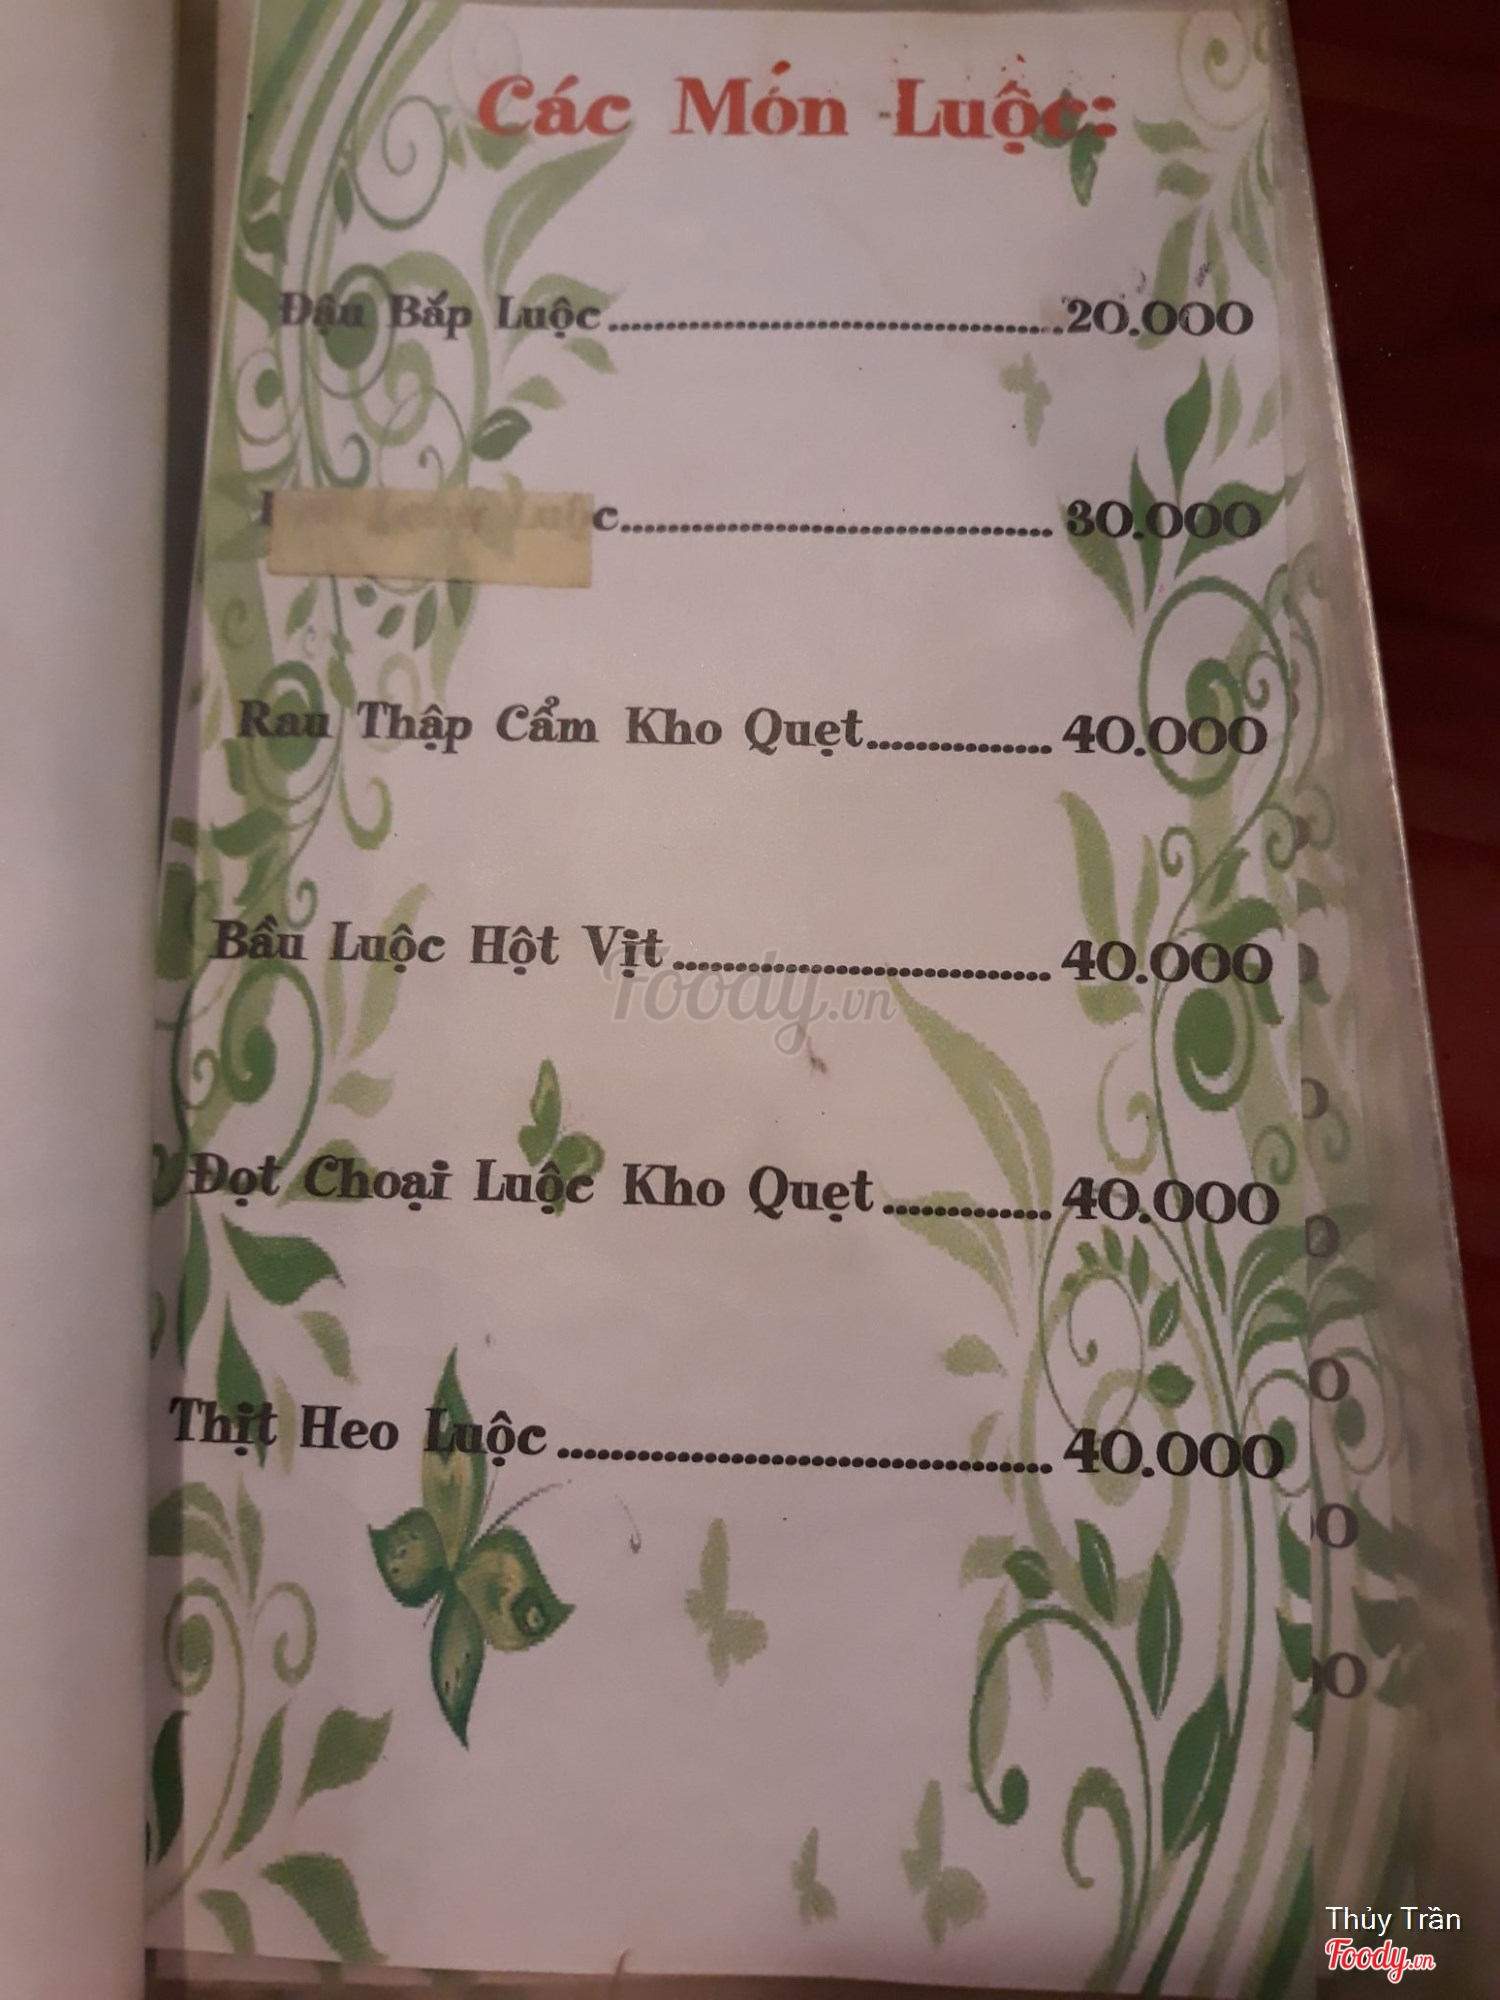 Các Món Luộc:
Đậu Bắp Luộc 20.000
Luộc 30.000
Rau Thập Cẩm Kho Quẹt 40.000
Bầu Luộc Hột Vịt 40.000
Foody.vn
Đọt Choại Luộc Kho Quẹt 40.000
Thịt Heo Luộc 40.000
Thủy Trần
Foody.vn